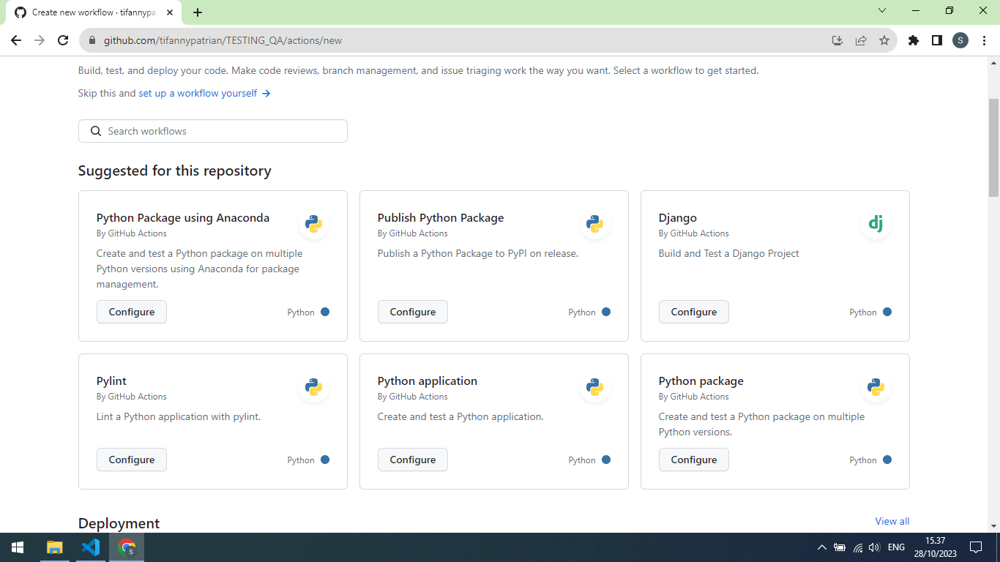 Create new workflow · tifannypat
github.com/tifannypatrian/TESTING_QA/actions/new
S
Build, test, and deploy your code. Make code reviews, branch management, and issue triaging work the way you want. Select a workflow to get started.
Skip this and set up a workflow yourself →
Search workflows
Suggested for this repository
Python Package using Anaconda
By GitHub Actions
Create and test a Python package on multiple
Python versions using Anaconda for package
management.
Configure
Python
Publish Python Package
By GitHub Actions
Publish a Python Package to PyPI on release.
Configure
Python
Django
dj
By GitHub Actions
Build and Test a Django Project
Configure
Python
Pylint
By GitHub Actions
Lint a Python application with pylint.
Configure
Python
Python application
By GitHub Actions
Create and test a Python application.
Configure
Python
Python package
By GitHub Actions
Create and test a Python package on multiple
Python versions.
Configure
Python
Deployment
View all
S
ENG
15.37
28/10/2023